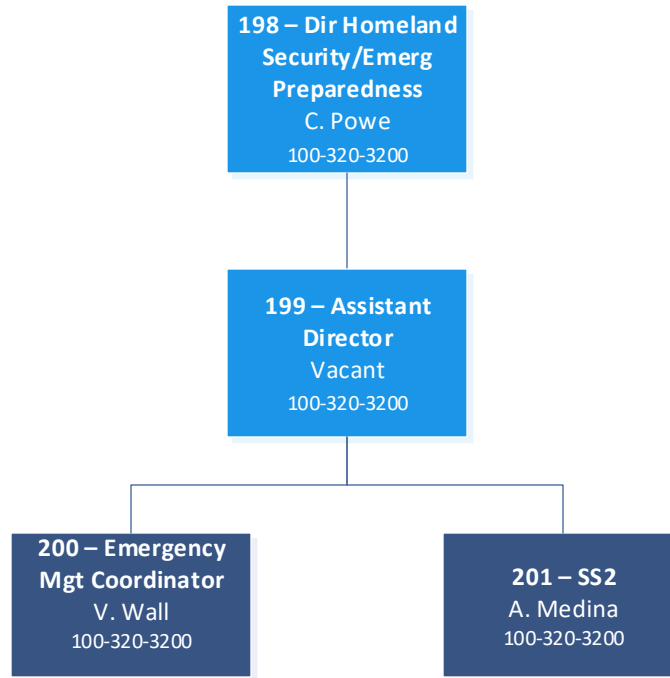 198 – Dir Homeland
Security/Emerg
Preparedness
C. Powe
100-320-3200
199 – Assistant
Director
Vacant
100-320-3200
200 – Emergency
Mgt Coordinator
V. Wall
100-320-3200
201 – SS2
A. Medina
100-320-3200